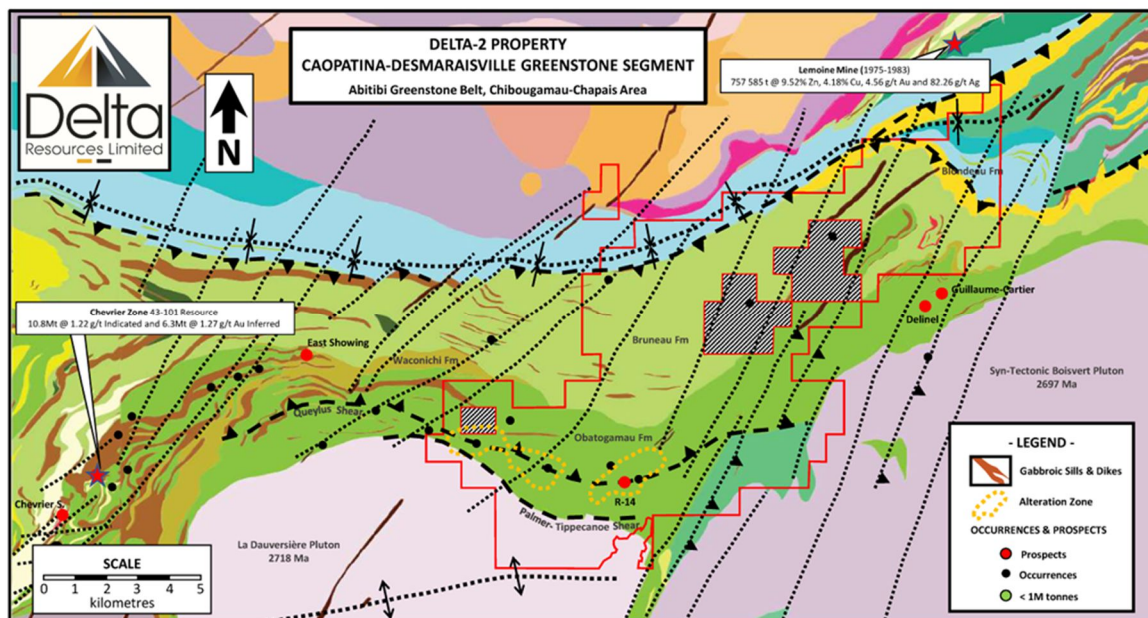 Delta
Resources Limited
N
DELTA-2 PROPERTY
CAOPATINA-DESMARAISVILLE GREENSTONE SEGMENT
Abitibi Greenstone Belt, Chibougamau-Chapais Area
Lemoine Mine (1975-1983)
757 585 t @ 9.52% Zn, 4.18% Cu, 4.56 g/t Au and 82.26 g/t Ag
Blondeau Fm
Chevrier Zone 43-101 Resource
10.8Mt @ 1.22 g/t Indicated and 6.3Mt @ 1.27 g/t Au Inferred
Guillaume-Cartier
Delinel
East Showing
Waconichi Fm
Bruneau Fm
Syn-Tectonic Boisvert Pluton
2697 Ma
Queylus Shear
Obatogamau Fm
R-14
Chevrier S.
Palmer Tippecanoe Shear
La Dauversière Pluton
2718 Ma
SCALE
0 1 2 3 4 5
kilometres
- LEGEND -
Gabbroic Sills & Dikes
Alteration Zone
OCCURRENCES & PROSPECTS
Prospects
Occurrences
< 1M tonnes